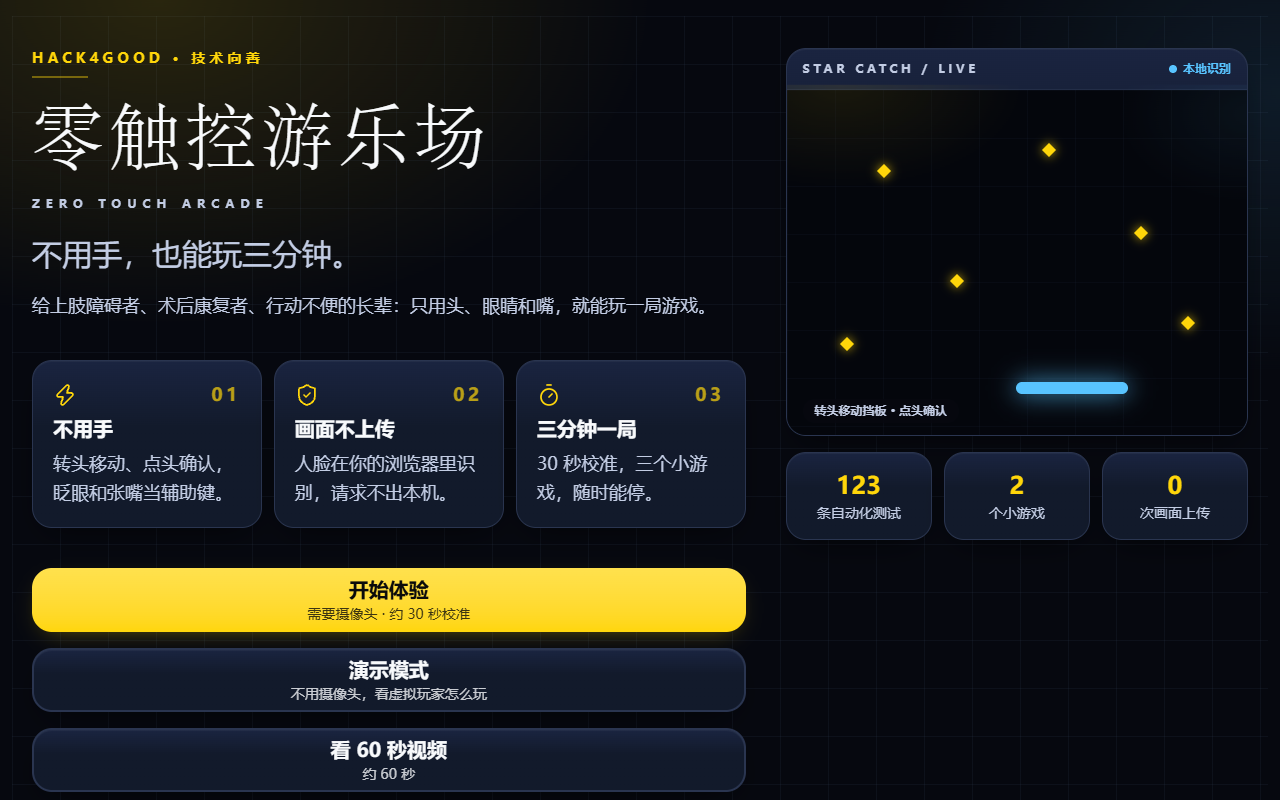 HACK4GOOD • 技术向善
零触控游乐场
ZERO TOUCH ARCADE
不用手，也能玩三分钟。
给上肢障碍者、术后康复者、行动不便的长辈：只用头、眼睛和嘴，就能玩一局游戏。
01
不用手
转头移动、点头确认，
眨眼和张嘴当辅助键。
02
画面不上传
人脸在你的浏览器里识
别，请求不出本机。
03
三分钟一局
30 秒校准，三个小游
戏，随时能停。
开始体验
需要摄像头 · 约 30 秒校准
演示模式
不用摄像头，看虚拟玩家怎么玩
看 60 秒视频
约 60 秒
STAR CATCH / LIVE
本地识别
转头移动挡板 • 点头确认
123
条自动化测试
2
个小游戏
0
次画面上传